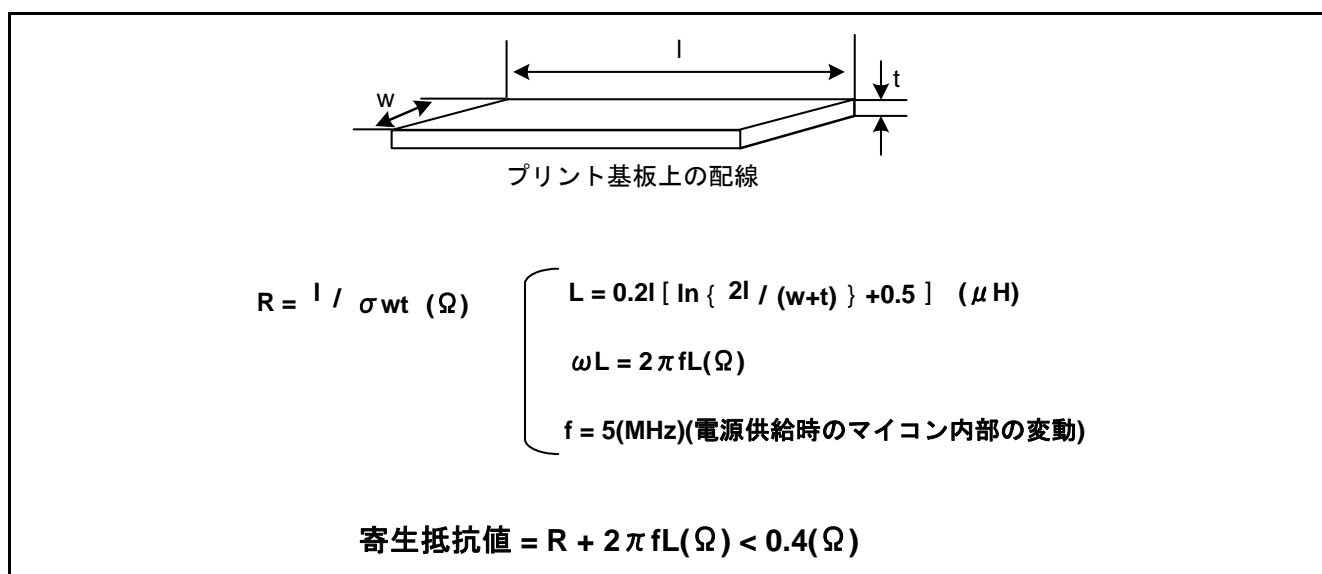 l
w
t
プリント基板上の配線
R = l / σwt (Ω)
L = 0.2l [ ln { 2l / (w+t) } +0.5 ] (μH)
ωL = 2πfL(Ω)
f = 5(MHz)(電源供給時のマイコン内部の変動)
寄生抵抗値 = R + 2πfL(Ω) < 0.4(Ω)